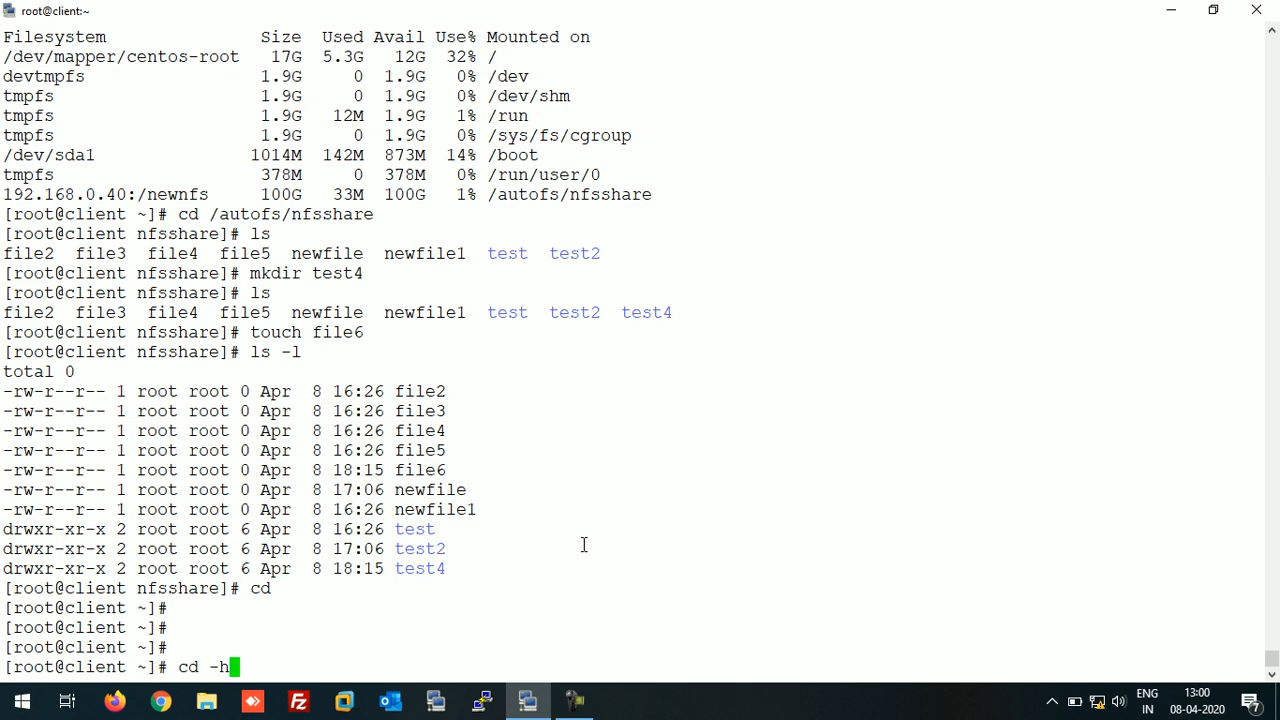 root@client:~
Filesystem Size Used Avail Use% Mounted on
/dev/mapper/centos-root 17G 5.3G 12G 32% /
devtmpfs 1.9G 0 1.9G 0% /dev
tmpfs 1.9G 0 1.9G 0% /dev/shm
tmpfs 1.9G 12M 1.9G 1% /run
tmpfs 1.9G 0 1.9G 0% /sys/fs/cgroup
/dev/sda1 1014M 142M 873M 14% /boot
tmpfs 378M 0 378M 0% /run/user/0
192.168.0.40:/newnfs 100G 33M 100G 1% /autofs/nfsshare
[root@client ~]# cd /autofs/nfsshare
[root@client nfsshare]# ls
file2 file3 file4 file5 newfile newfile1 test test2
[root@client nfsshare]# mkdir test4
[root@client nfsshare]# ls
file2 file3 file4 file5 newfile newfile1 test test2 test4
[root@client nfsshare]# touch file6
[root@client nfsshare]# ls -l
total 0
-rw-r--r-- 1 root root 0 Apr 8 16:26 file2
-rw-r--r-- 1 root root 0 Apr 8 16:26 file3
-rw-r--r-- 1 root root 0 Apr 8 16:26 file4
-rw-r--r-- 1 root root 0 Apr 8 16:26 file5
-rw-r--r-- 1 root root 0 Apr 8 18:15 file6
-rw-r--r-- 1 root root 0 Apr 8 17:06 newfile
-rw-r--r-- 1 root root 0 Apr 8 16:26 newfile1
drwxr-xr-x 2 root root 6 Apr 8 16:26 test
drwxr-xr-x 2 root root 6 Apr 8 17:06 test2
drwxr-xr-x 2 root root 6 Apr 8 18:15 test4
[root@client nfsshare]# cd
[root@client ~]#
[root@client ~]#
[root@client ~]#
[root@client ~]# cd -h
ENG 13:00
IN 08-04-2020
7